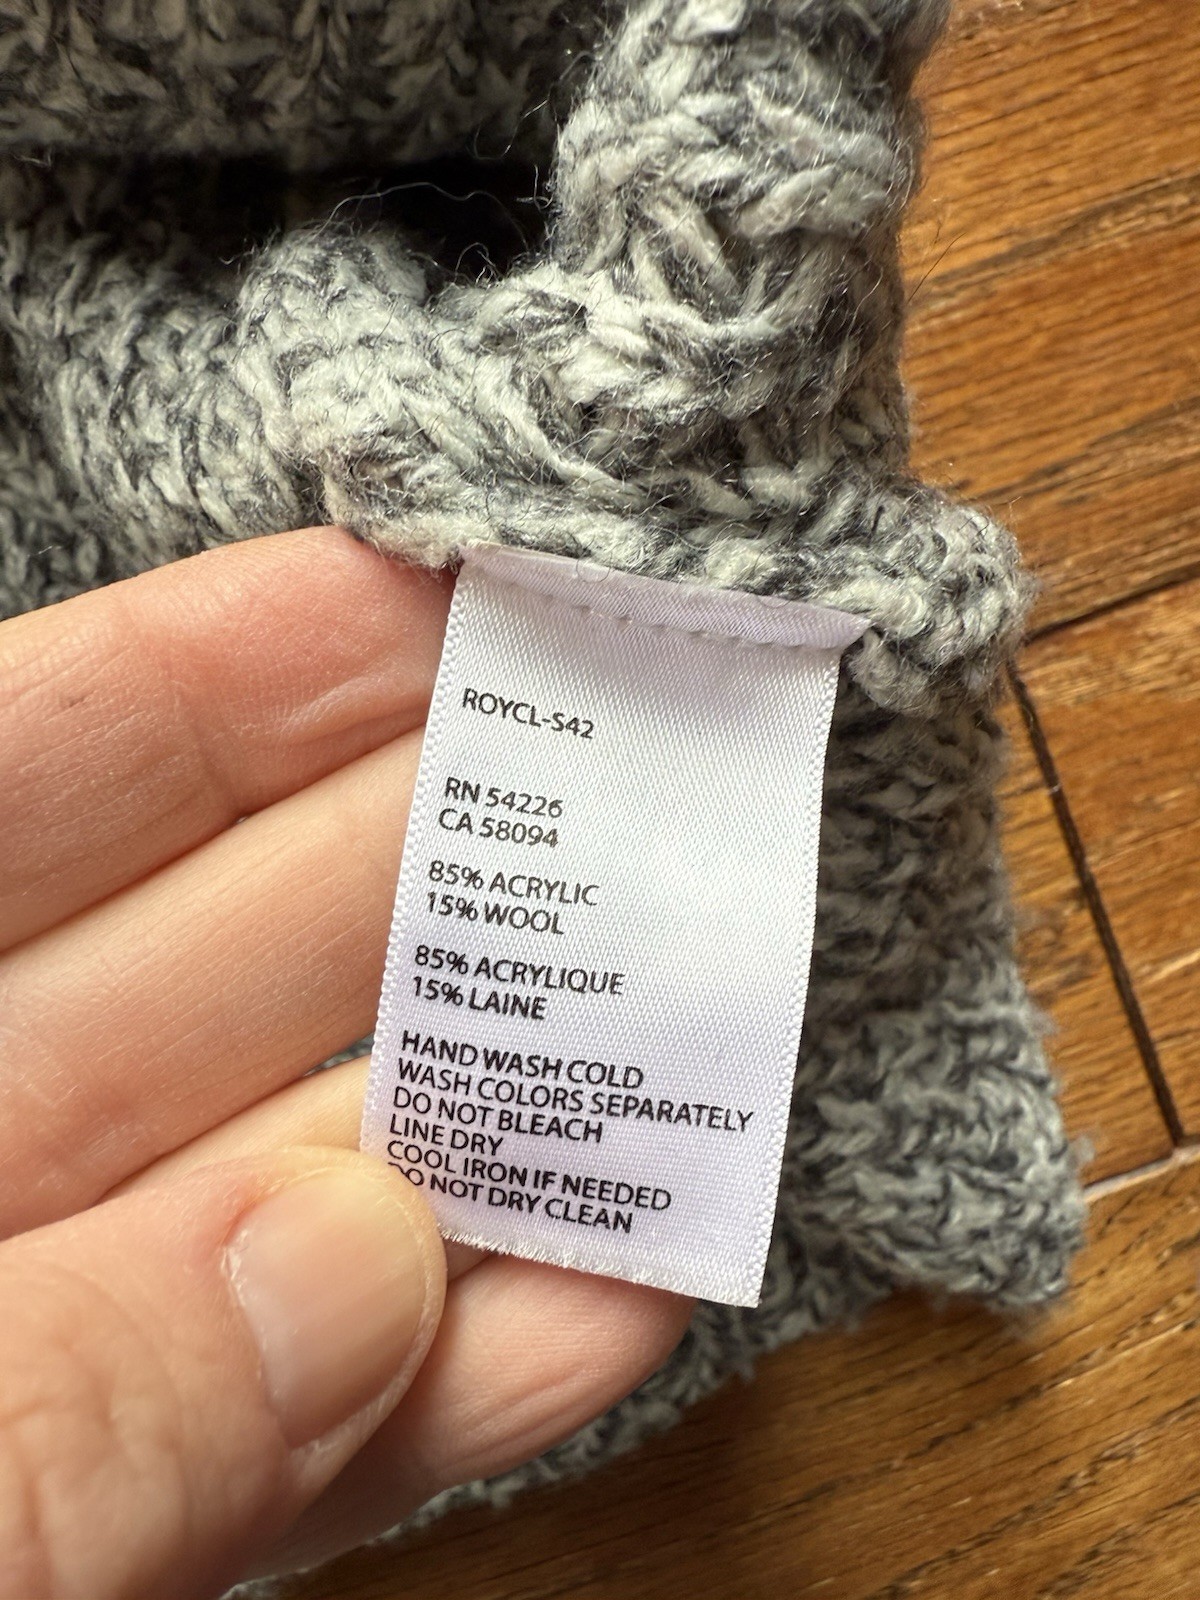 ROYCL-S42
RN 54226
CA 58094
85% ACRYLIC
15% WOOL
85% ACRYLIQUE
15% LAINE
HAND WASH COLD
WASH COLORS SEPARATELY
DO NOT BLEACH
LINE DRY
COOL IRON IF NEEDED
DO NOT DRY CLEAN